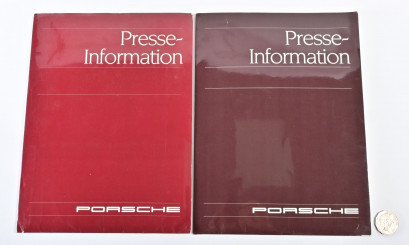 Presse-
Information
PORSCHE
Presse-
Information
PORSCHE